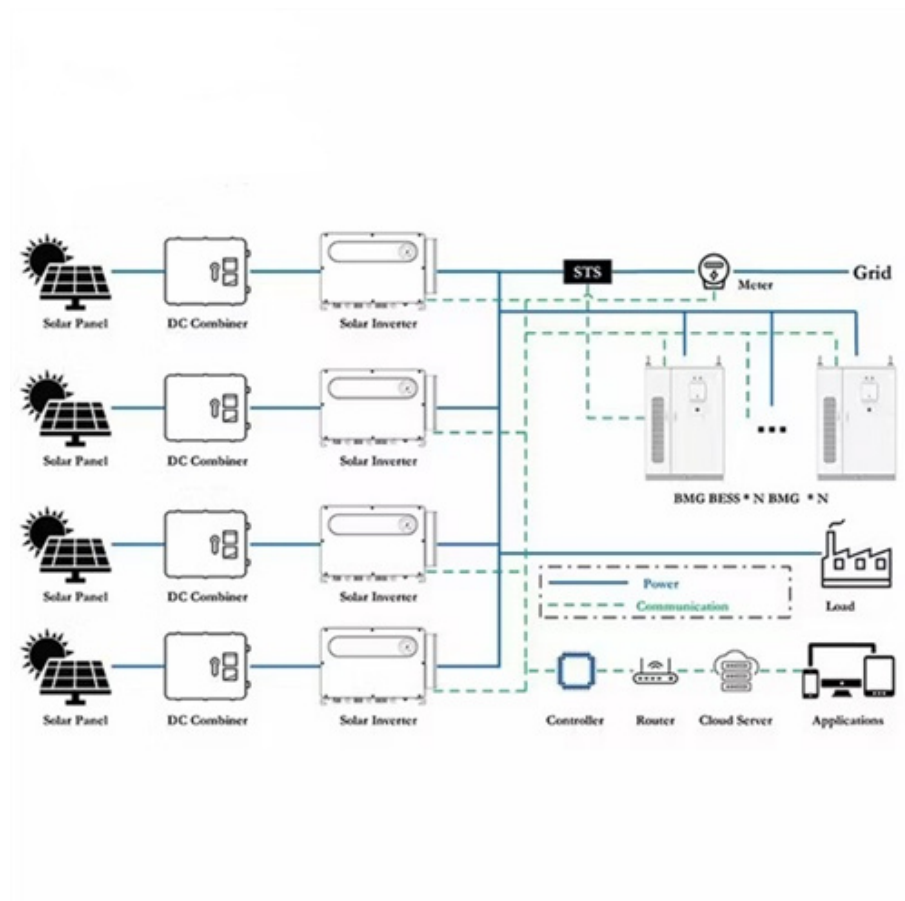 STS
Grid
Meter
Solar Panel
DC Combiner
Solar Inverter
Solar Panel
DC Combiner
Solar Inverter
BMG BESS * N BMG * N
Solar Panel
DC Combiner
Solar Inverter
Power
Communication
Load
Solar Panel
DC Combiner
Solar Inverter
Controller
Router
Cloud Server
Applications